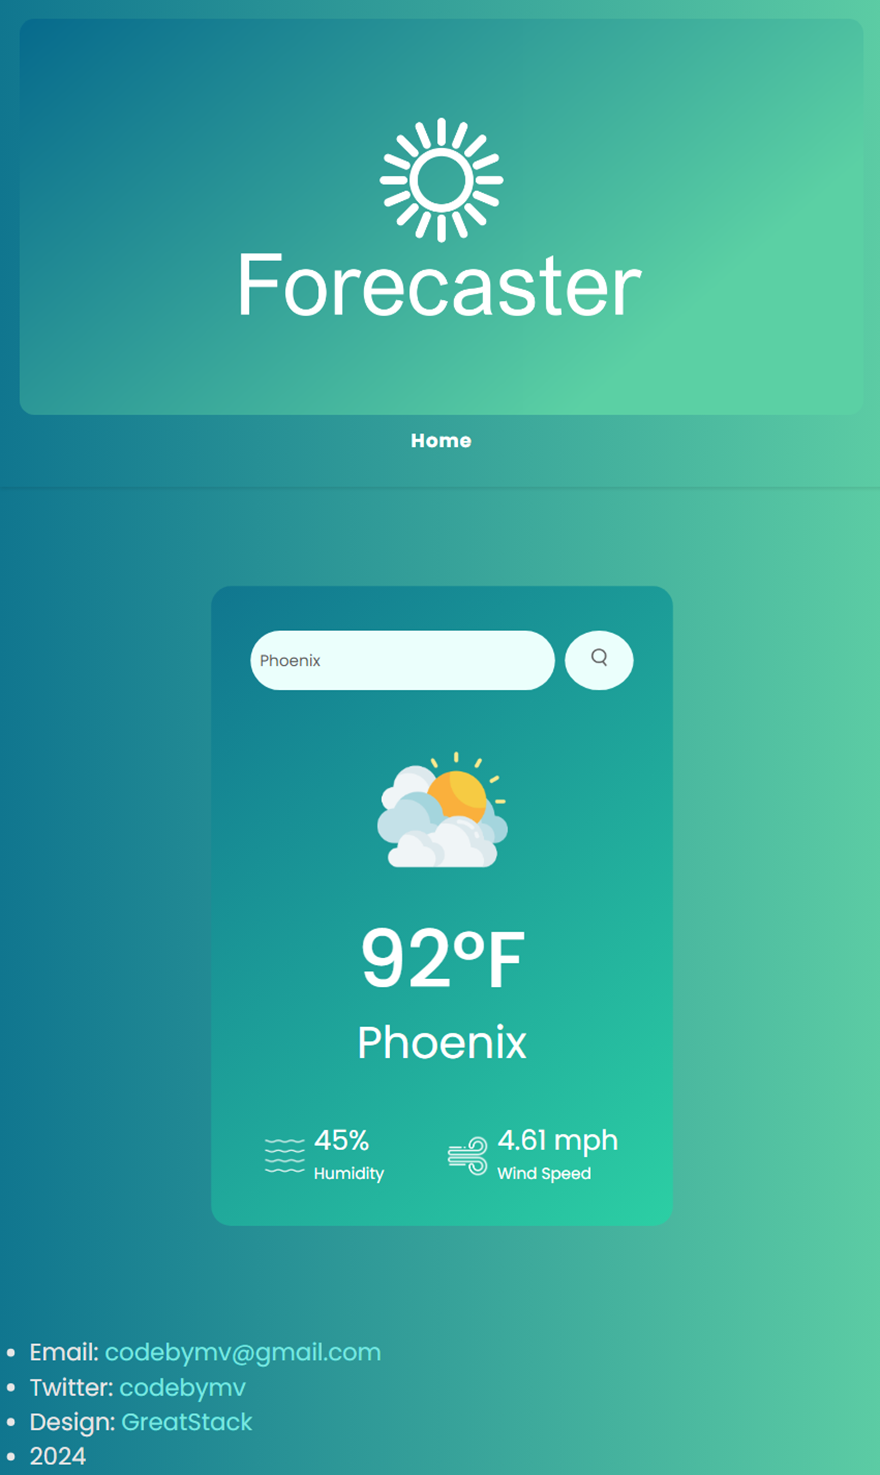 Forecaster
Home
Phoenix
92°F
Phoenix
45%
Humidity
4.61 mph
Wind Speed
Email: codebymv@gmail.com
Twitter: codebymv
Design: GreatStack
2024